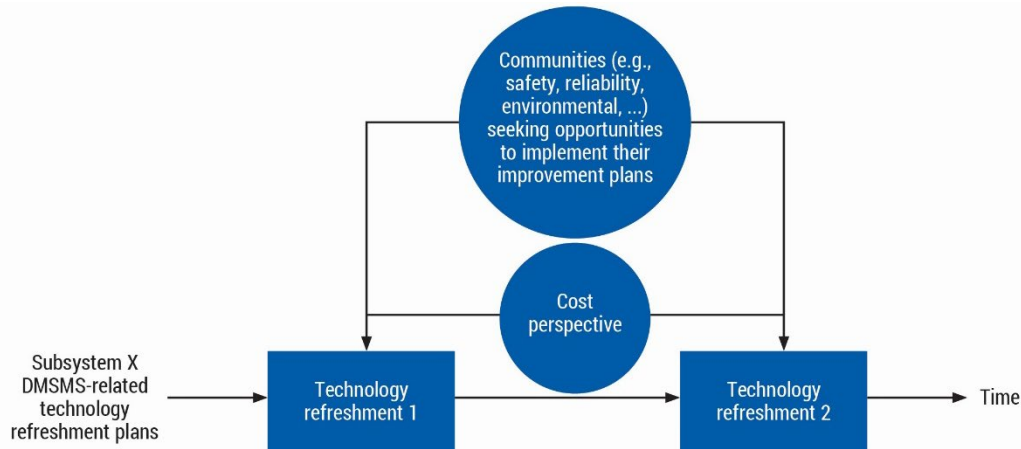 Communities (e.g.,
safety, reliability,
environmental, ...)
seeking opportunities
to implement their
improvement plans
Cost
perspective
Subsystem X
DMSMS-related
technology
refreshment plans
Technology
refreshment 1
Technology
refreshment 2
Time